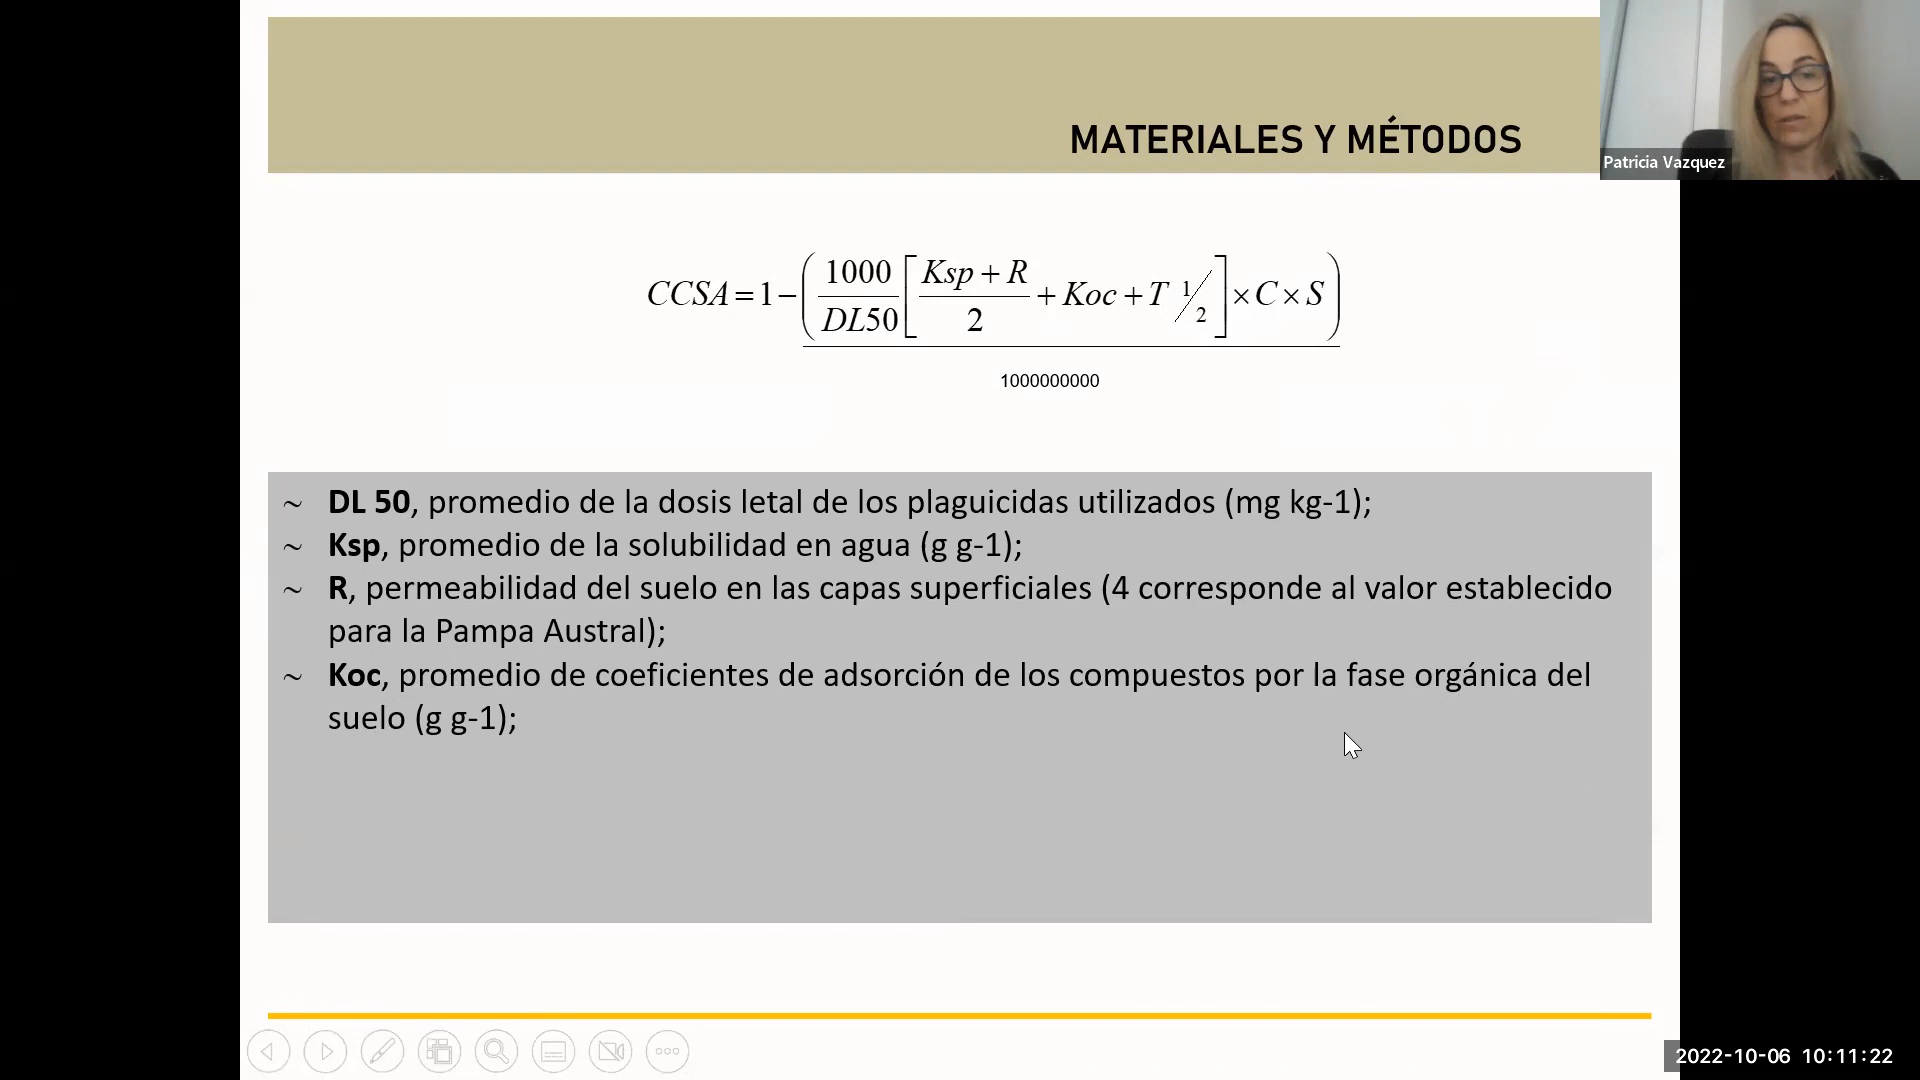 MATERIALES Y MÉTODOS
Patricia Vazquez
CCSA = 1 − (1000/DL50 [Ksp + R/2 + Koc + T 1/2] × C × S)
1000000000
~ DL 50, promedio de la dosis letal de los plaguicidas utilizados (mg kg-1);
~ Ksp, promedio de la solubilidad en agua (g g-1);
~ R, permeabilidad del suelo en las capas superficiales (4 corresponde al valor establecido
para la Pampa Austral);
~ Koc, promedio de coeficientes de adsorción de los compuestos por la fase orgánica del
suelo (g g-1);
2022-10-06 10:11:22